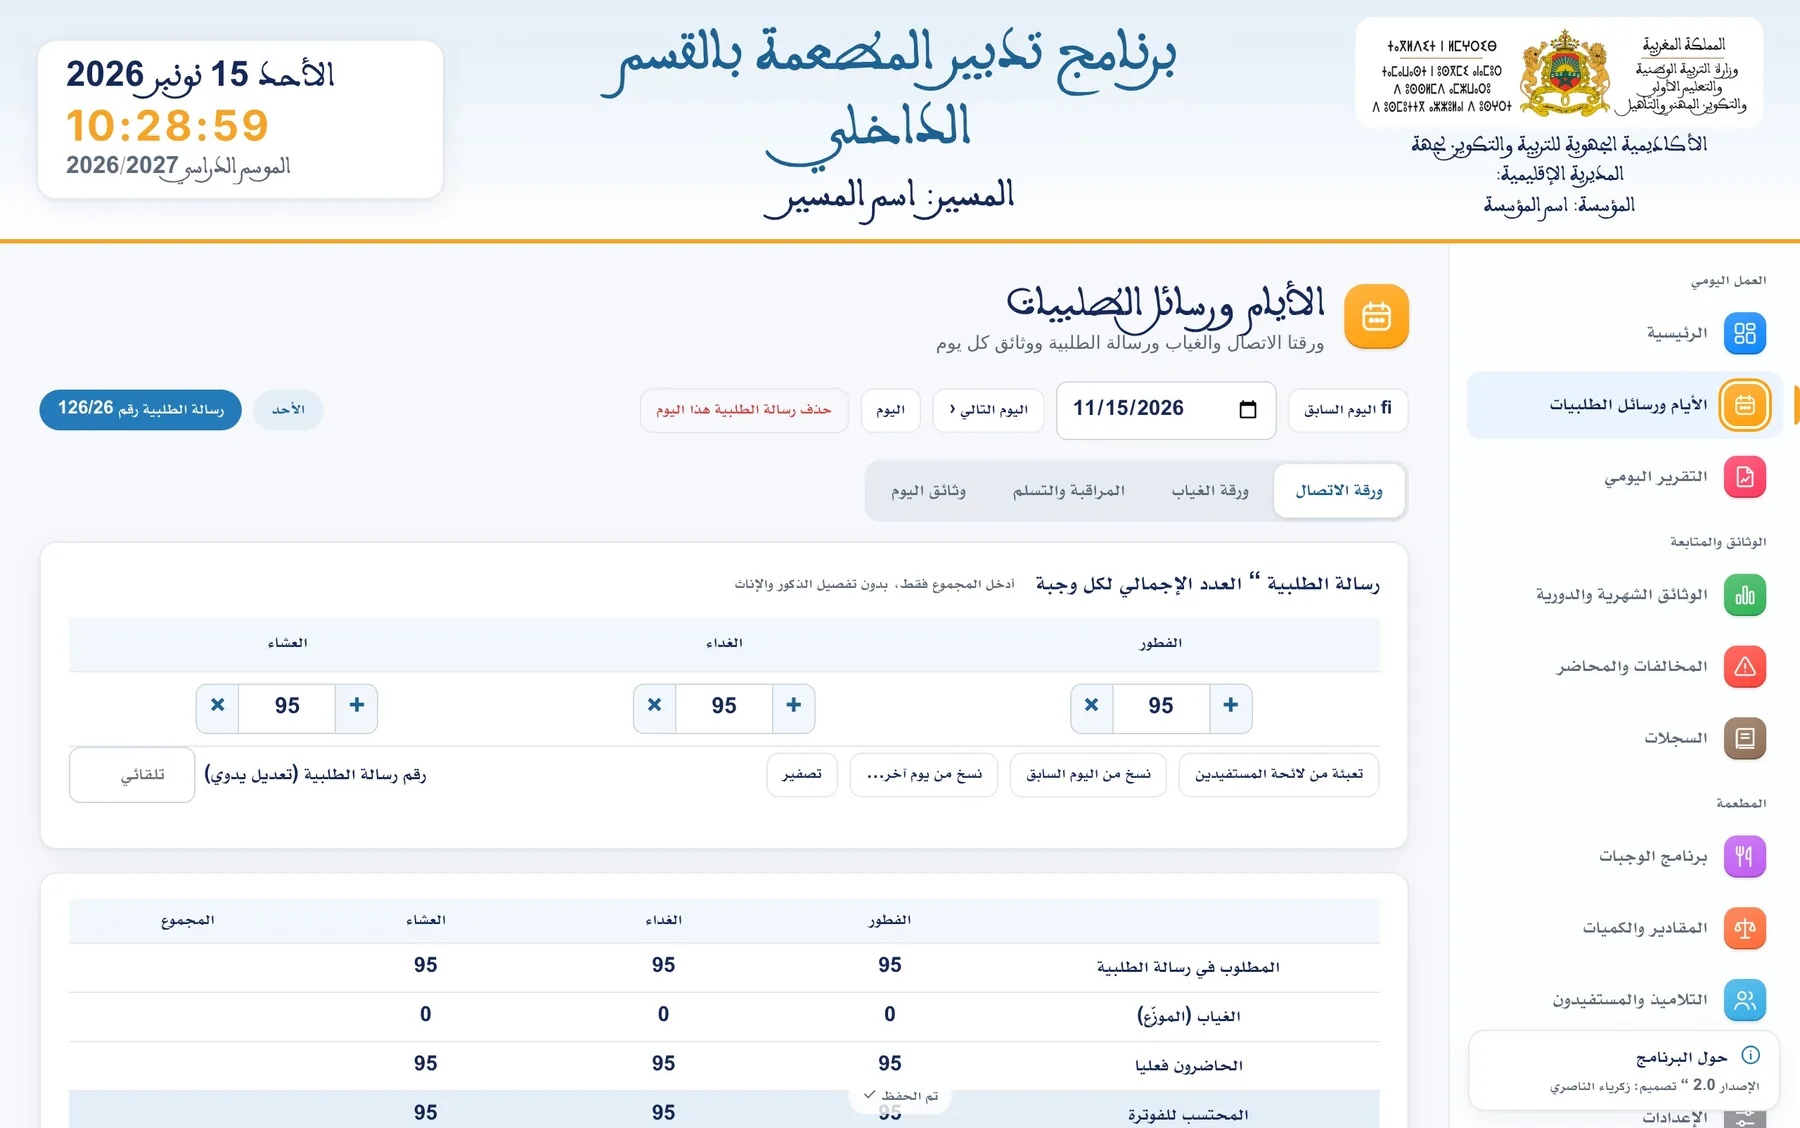 المملكة المغربية
وزارة التربية الوطنية
والتعليم الأولي
والتكوين المهني والتأهيل
الأكاديمية الجهوية للتربية والتكوين لجهة
المديرية الإقليمية:
المؤسسة: اسم المؤسسة
برنامج تدبير المطعمة بالقسم
الداخلي
المسير: اسم المسير
الأحد 15 نونبر 2026
10:28:59
الموسم الدراسي 2026/2027
العمل اليومي
الرئيسية
الأيام ورسائل الطلبيات
التقرير اليومي
الوثائق والمتابعة
الوثائق الشهرية والدورية
المخالفات والمحاضر
السجلات
المطعمة
برنامج الوجبات
المقادير والكميات
التلاميذ والمستفيدون
حول البرنامج
الإصدار 2.0 “ تصميم: زكرياء الناصري
الإعدادات
الأيام ورسائل الطلبيات
ورقتا الاتصال والغياب ورسالة الطلبية ووثائق كل يوم
fi اليوم السابق
11/15/2026
اليوم التالي ‹
اليوم
حذف رسالة الطلبية هذا اليوم
الأحد
رسالة الطلبية رقم 126/26
ورقة الاتصال
ورقة الغياب
المراقبة والتسلم
وثائق اليوم
رسالة الطلبية “ العدد الإجمالي لكل وجبة
أدخل المجموع فقط، بدون تفصيل الذكور والإناث
الفطور الغداء العشاء
+ 95 × + 95 × + 95 ×
تعبئة من لائحة المستفيدين
نسخ من اليوم السابق
نسخ من يوم آخر...
تصفير
رقم رسالة الطلبية (تعديل يدوي)
تلقائي
الفطور الغداء العشاء المجموع
المطلوب في رسالة الطلبية 95 95 95
الغياب (الموزّع) 0 0 0
الحاضرون فعليا 95 95 95
المحتسب للفوترة 95 95 95
تم الحفظ ✓